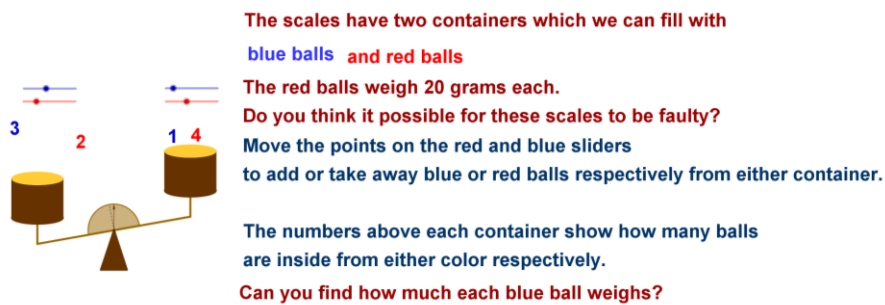 The scales have two containers which we can fill with
blue balls and red balls
The red balls weigh 20 grams each.
Do you think it possible for these scales to be faulty?
3
2
1 4
Move the points on the red and blue sliders
to add or take away blue or red balls respectively from either container.
The numbers above each container show how many balls
are inside from either color respectively.
Can you find how much each blue ball weighs?